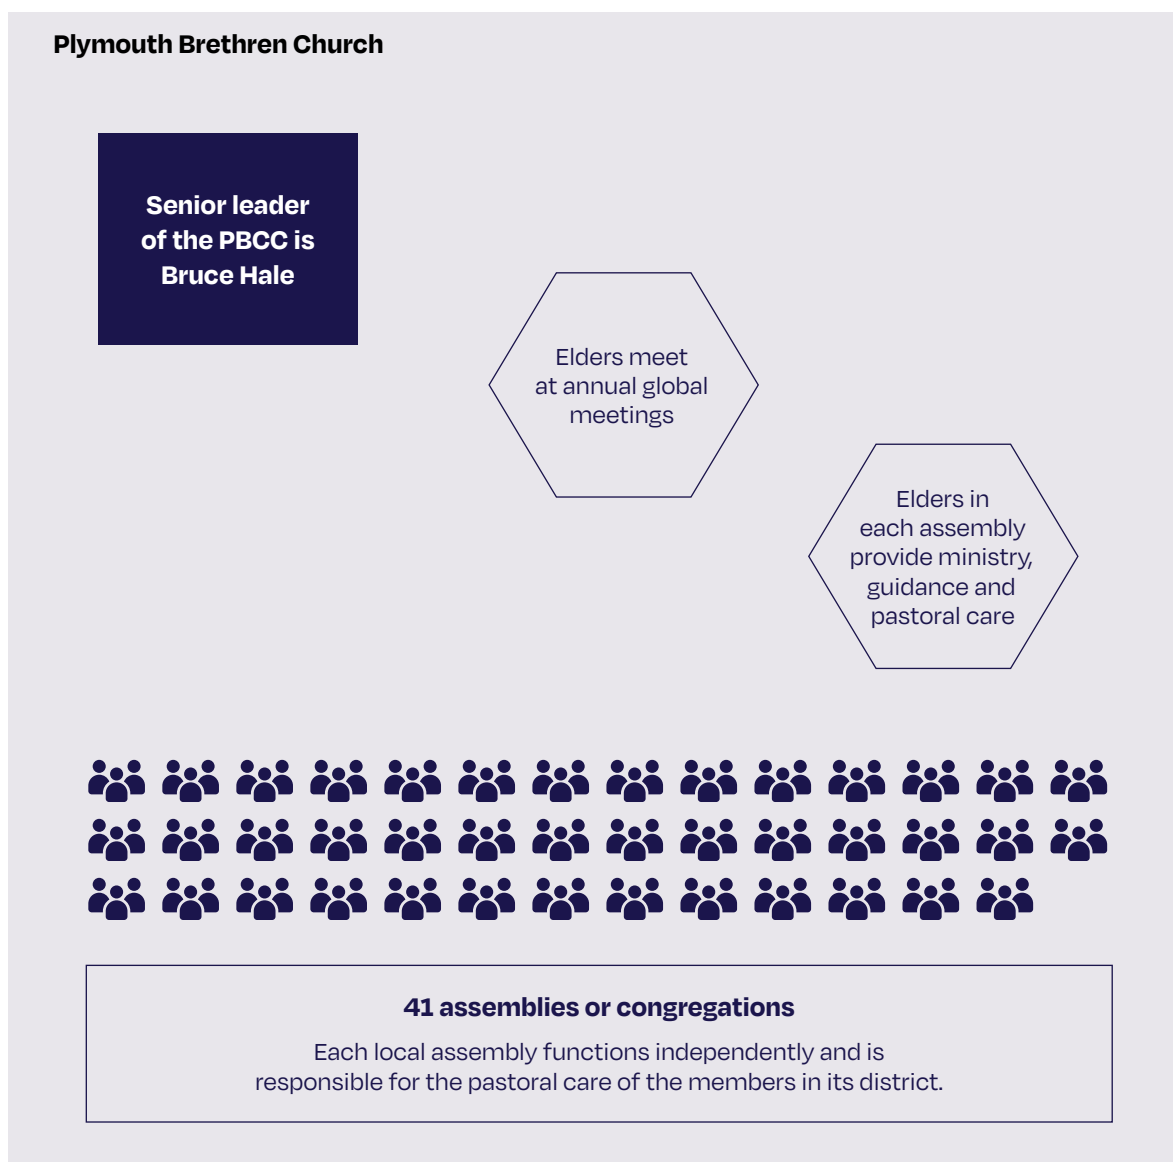 Plymouth Brethren Church
Senior leader
of the PBCC is
Bruce Hale
Elders meet
at annual global
meetings
Elders in
each assembly
provide ministry,
guidance and
pastoral care
41 assemblies or congregations
Each local assembly functions independently and is
responsible for the pastoral care of the members in its district.